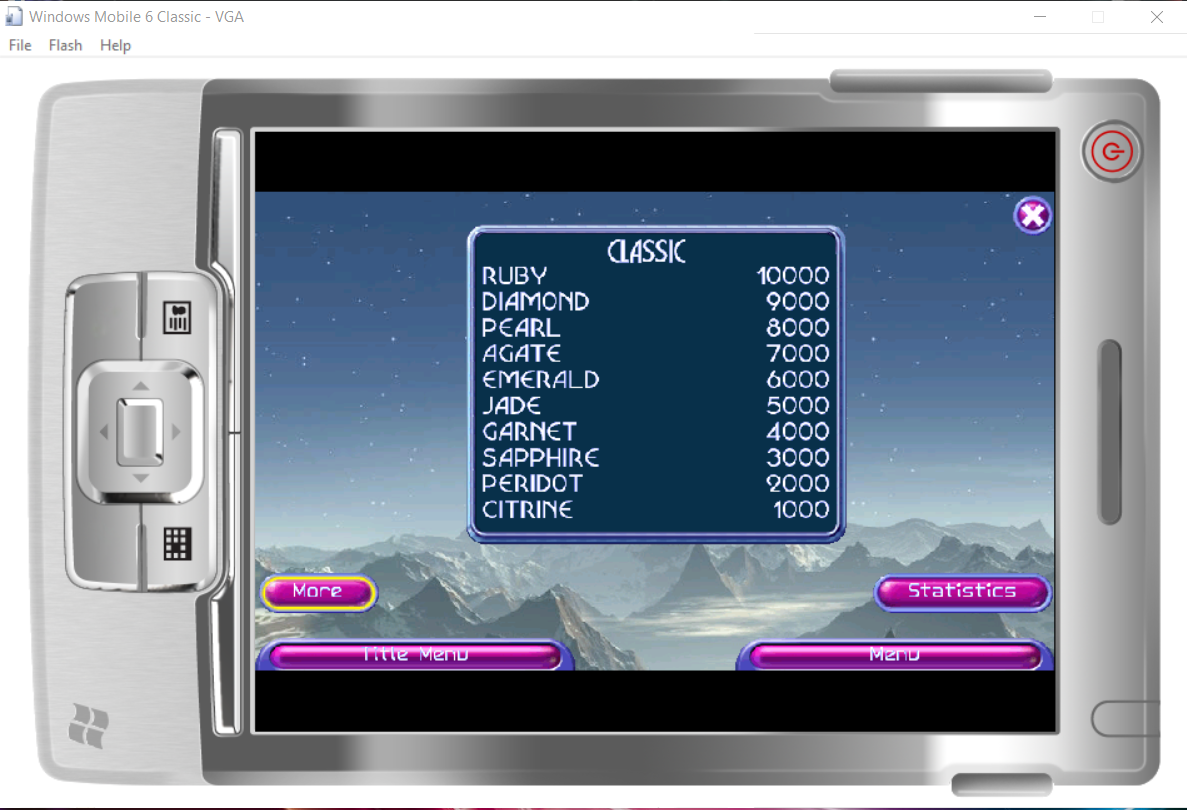 Windows Mobile 6 Classic - VGA
File Flash Help
CLASSIC
RUBY 10000
DIAMOND 9000
PEARL 8000
AGATE 7000
EMERALD 6000
JADE 5000
GARNET 4000
SAPPHIRE 3000
PERIDOT 2000
CITRINE 1000
More Statistics
Title Menu Menu